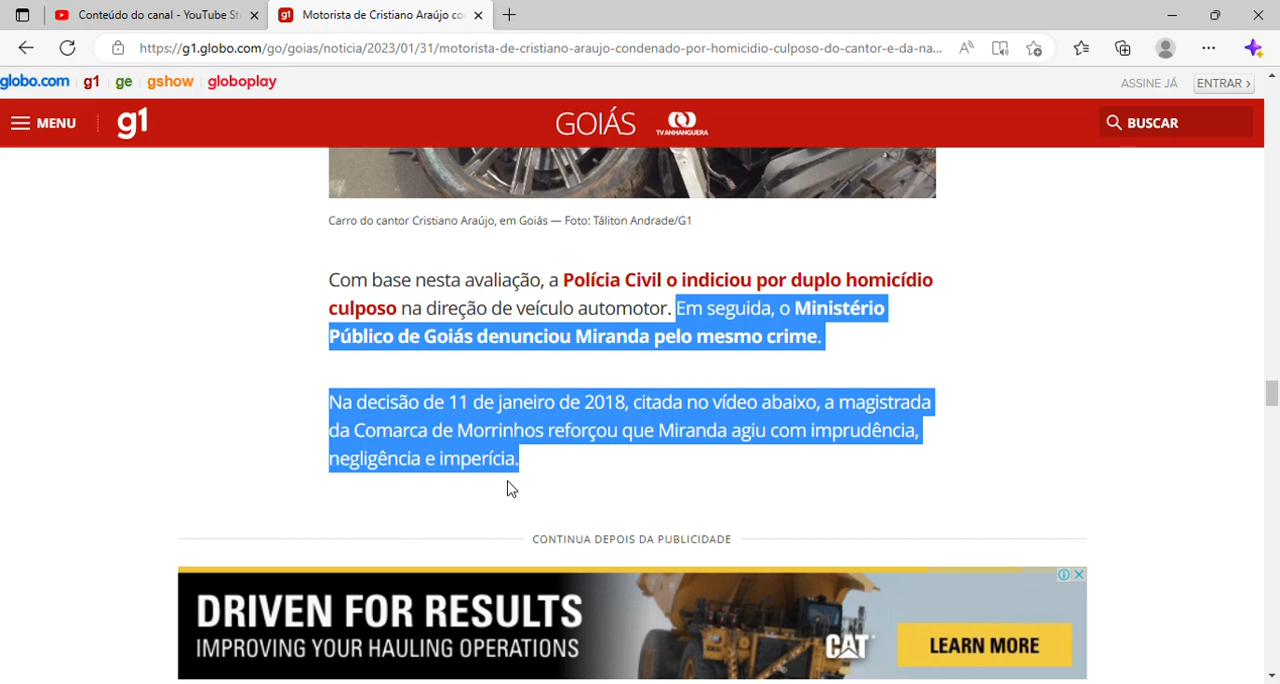 Conteúdo do canal - YouTube St
Motorista de Cristiano Araújo co
https://g1.globo.com/go/goias/noticia/2023/01/31/motorista-de-cristiano-araujo-condenado-por-homicidio-culposo-do-cantor-e-da-na...
globo.com g1 ge gshow globoplay
ASSINE JÁ ENTRAR ›
MENU g1 GOIÁS TV ANHANGUERA BUSCAR
Carro do cantor Cristiano Araújo, em Goiás — Foto: Táliton Andrade/G1
Com base nesta avaliação, a Polícia Civil o indiciou por duplo homicídio
culposo na direção de veículo automotor. Em seguida, o Ministério
Público de Goiás denunciou Miranda pelo mesmo crime.
Na decisão de 11 de janeiro de 2018, citada no vídeo abaixo, a magistrada
da Comarca de Morrinhos reforçou que Miranda agiu com imprudência,
negligência e imperícia.
CONTINUA DEPOIS DA PUBLICIDADE
DRIVEN FOR RESULTS
IMPROVING YOUR HAULING OPERATIONS
CAT
LEARN MORE